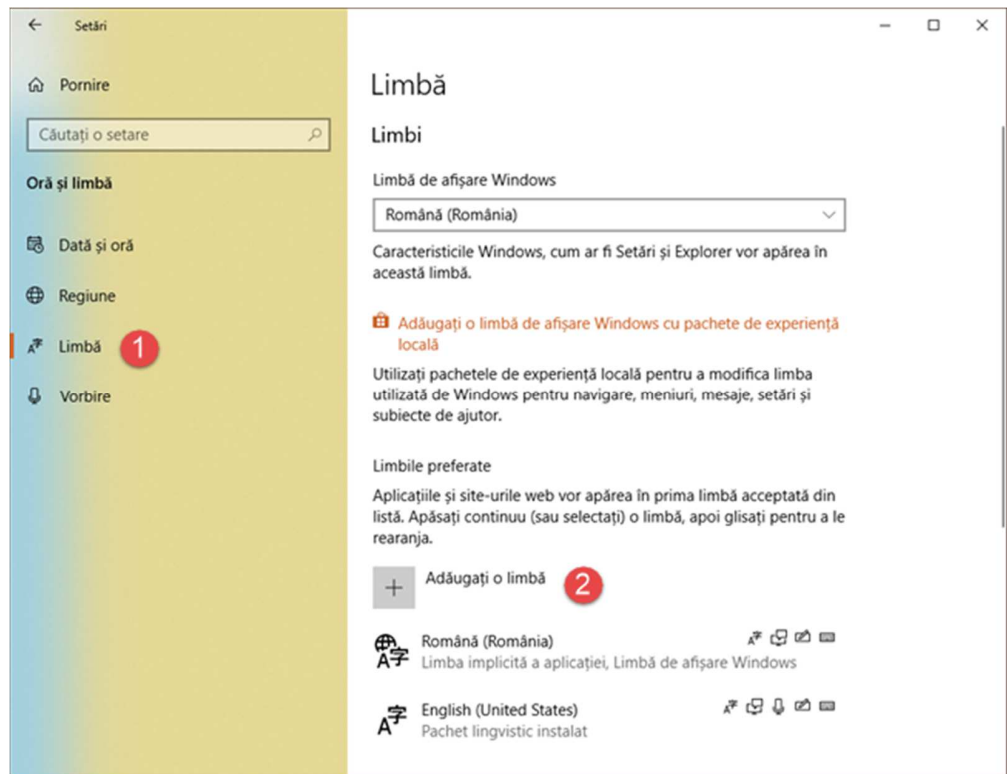 Setări
Pornire
Căutați o setare
Oră și limbă
Dată și oră
Regiune
Limbă
1
Vorbire
Limbă
Limbi
Limbă de afișare Windows
Română (România)
Caracteristicile Windows, cum ar fi Setări și Explorer vor apărea în
această limbă.
Adăugați o limbă de afișare Windows cu pachete de experiență
locală
Utilizați pachetele de experiență locală pentru a modifica limba
utilizată de Windows pentru navigare, meniuri, mesaje, setări și
subiecte de ajutor.
Limbile preferate
Aplicațiile și site-urile web vor apărea în prima limbă acceptată din
listă. Apăsați continuu (sau selectați) o limbă, apoi glisați pentru a le
rearanja.
Adăugați o limbă
2
Română (România)
Limba implicită a aplicației, Limbă de afișare Windows
English (United States)
Pachet lingvistic instalat